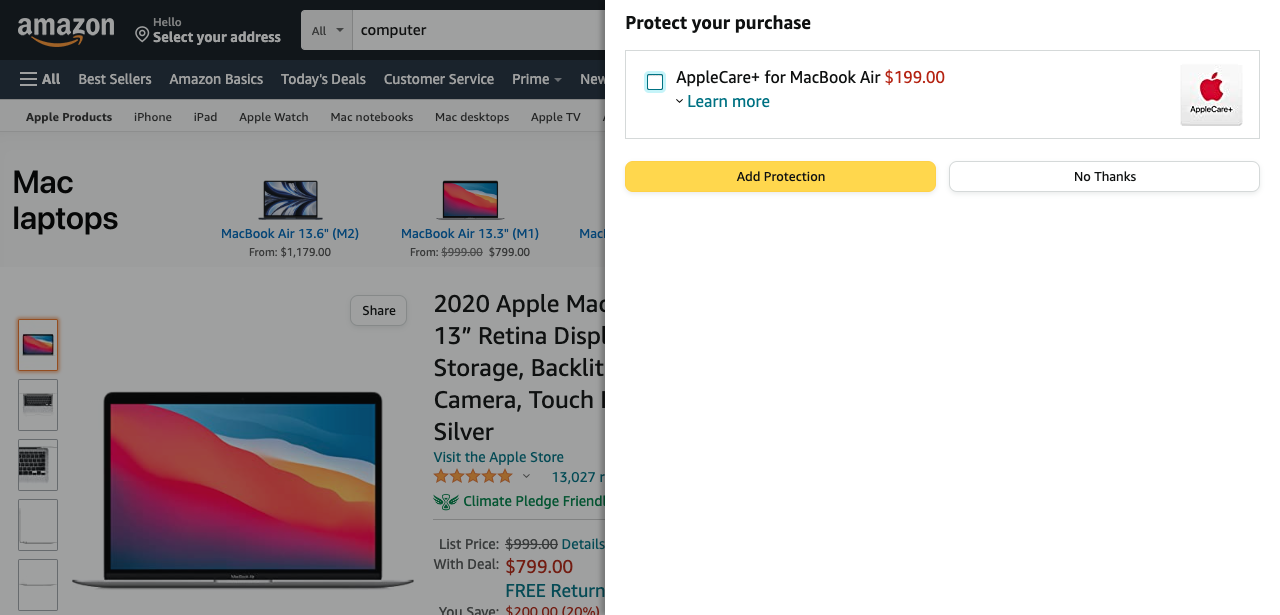 amazon
Hello
Select your address
All
computer
All
Best Sellers
Amazon Basics
Today's Deals
Customer Service
Prime
New
Apple Products
iPhone
iPad
Apple Watch
Mac notebooks
Mac desktops
Apple TV
Mac
laptops
MacBook Air 13.6" (M2)
From: $1,179.00
MacBook Air 13.3" (M1)
From: $999.00 $799.00
Share
2020 Apple Mac
13” Retina Displ
Storage, Backlit
Camera, Touch
Silver
Visit the Apple Store
13,027
Climate Pledge Friendl
List Price: $999.00 Details
With Deal: $799.00
FREE Return
You Save: $200.00 (20%)
Protect your purchase
AppleCare+ for MacBook Air $199.00
Learn more
AppleCare+
Add Protection
No Thanks